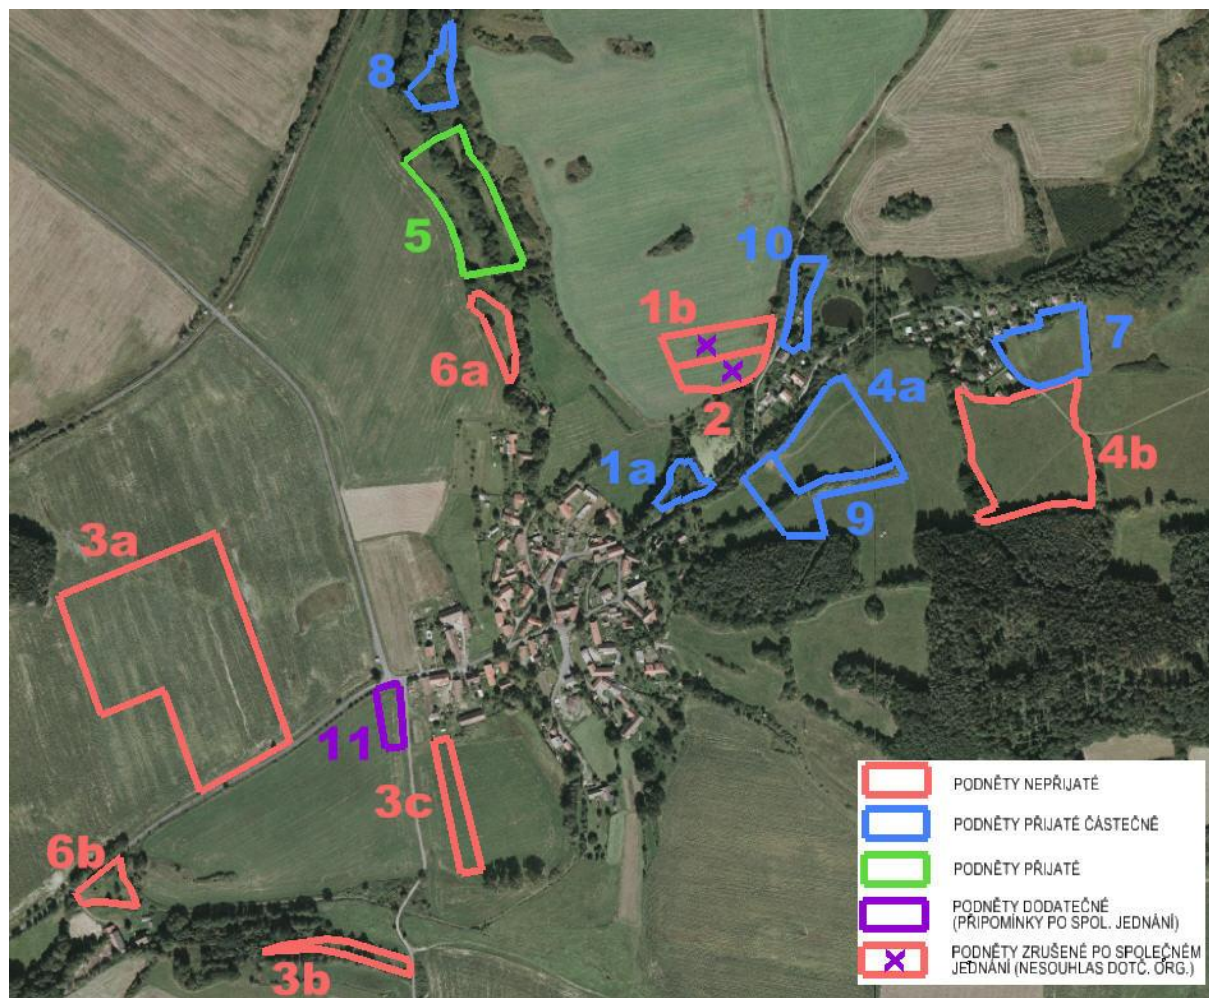 8
5
10
1b
7
6a
4a
2
4b
1a
9
3a
11
3c
6b
3b
PODNĚTY NEPŘIJATÉ
PODNĚTY PŘIJATÉ ČÁSTEČNĚ
PODNĚTY PŘIJATÉ
PODNĚTY DODATEČNÉ
(PŘIPOMÍNKY PO SPOL. JEDNÁNÍ)
PODNĚTY ZRUŠENÉ PO SPOLEČNÉM
JEDNÁNÍ (NESOUHLAS DOTČ. ORG.)